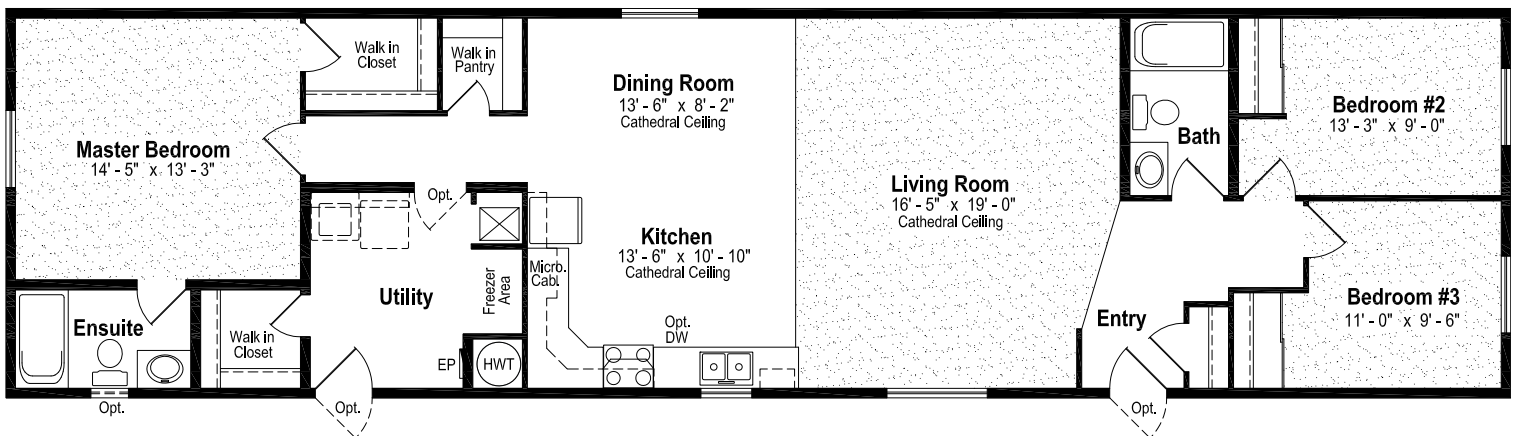 Master Bedroom
14' - 5" x 13' - 3"
Walk in
Closet
Walk in
Pantry
Dining Room
13' - 6" x 8' - 2"
Cathedral Ceiling
Living Room
16' - 5" x 19' - 0"
Cathedral Ceiling
Bath
Bedroom #2
13' - 3" x 9' - 0"
Opt.
Kitchen
13' - 6" x 10' - 10"
Cathedral Ceiling
Micro.
Cab.
Freezer
Area
Utility
Ensuite
Walk in
Closet
EP
HWT
Opt.
DW
Entry
Bedroom #3
11' - 0" x 9' - 6"
Opt.
Opt.
Opt.